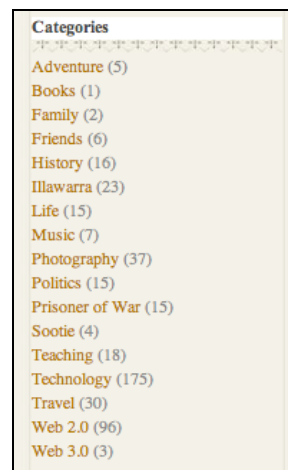 Categories
Adventure (5)
Books (1)
Family (2)
Friends (6)
History (16)
Illawarra (23)
Life (15)
Music (7)
Photography (37)
Politics (15)
Prisoner of War (15)
Sootie (4)
Teaching (18)
Technology (175)
Travel (30)
Web 2.0 (96)
Web 3.0 (3)